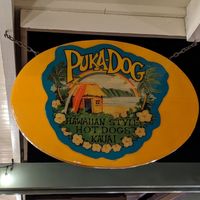 PUKA-DOG
HAWAIIAN STYLE
HOT DOGS
KAUAI